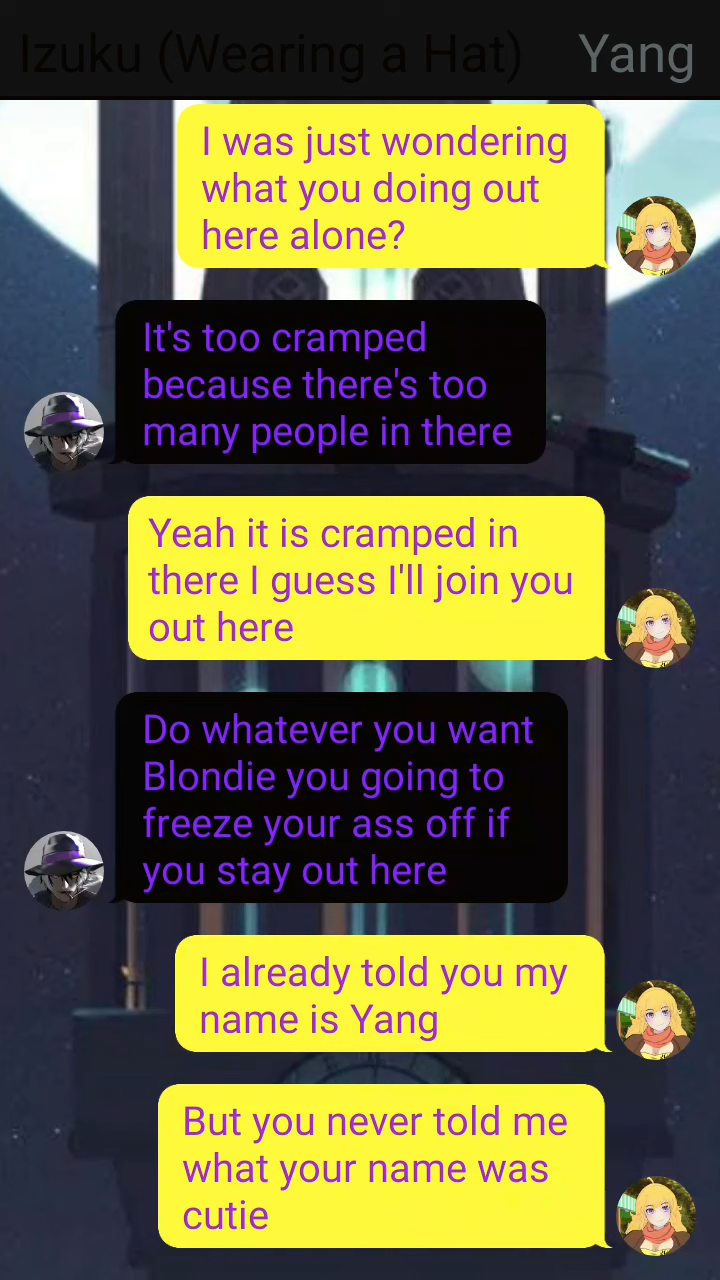 Izuku (Wearing a Hat) Yang
I was just wondering
what you doing out
here alone?
It's too cramped
because there's too
many people in there
Yeah it is cramped in
there I guess I'll join you
out here
Do whatever you want
Blondie you going to
freeze your ass off if
you stay out here
I already told you my
name is Yang
But you never told me
what your name was
cutie